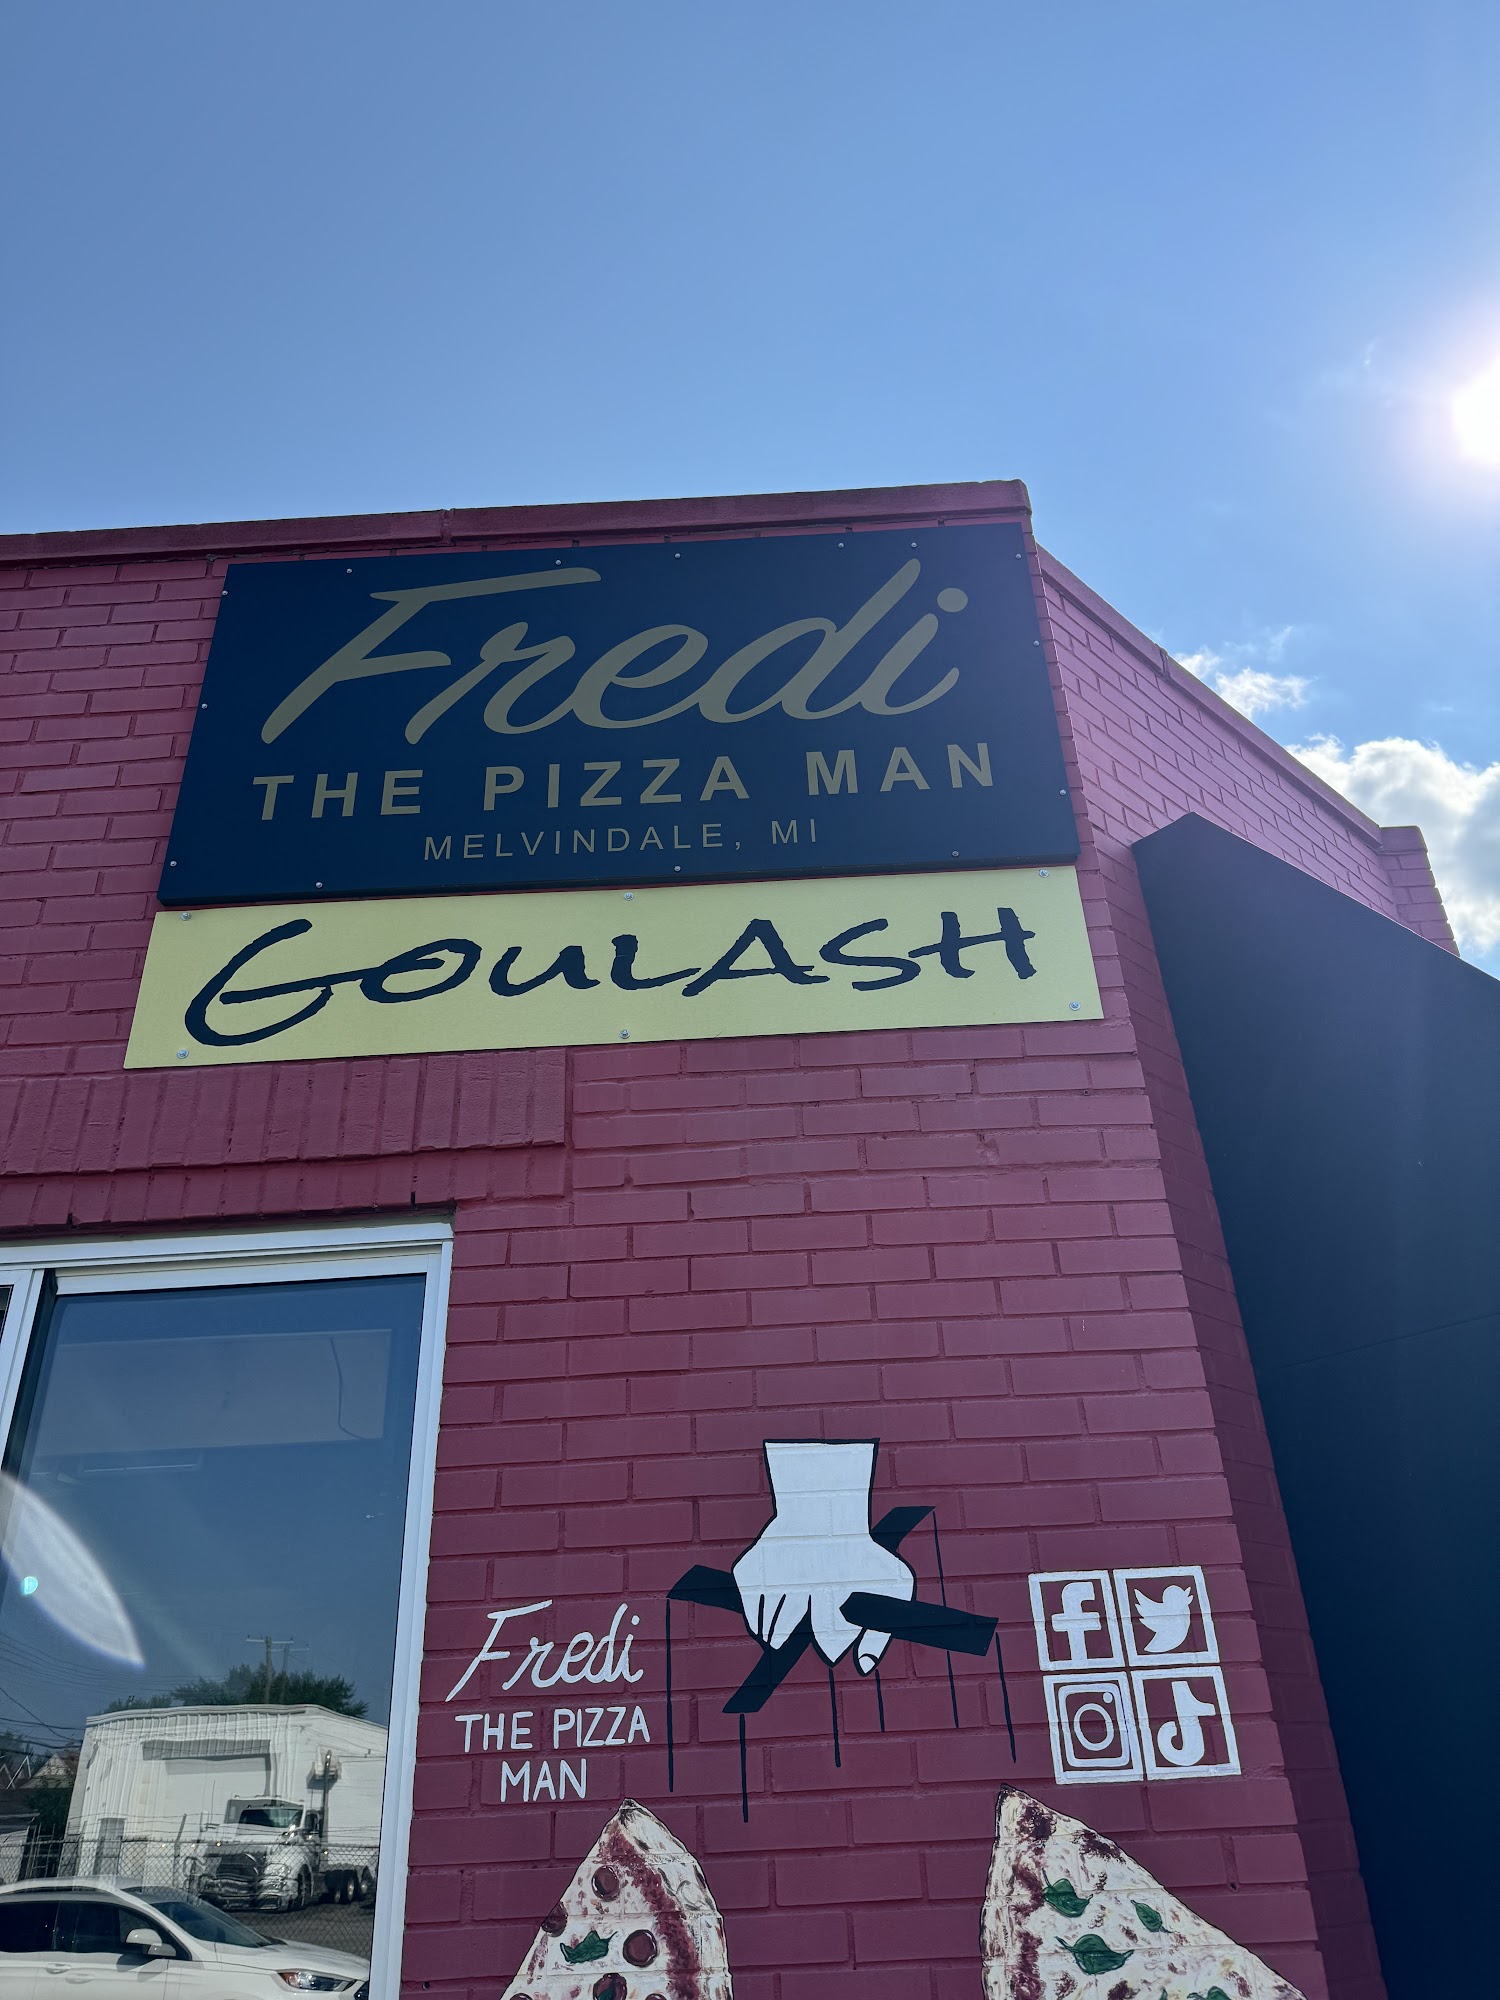 Fredi
THE PIZZA MAN
MELVINDALE, MI
GOULASH
Fredi
THE PIZZA
MAN